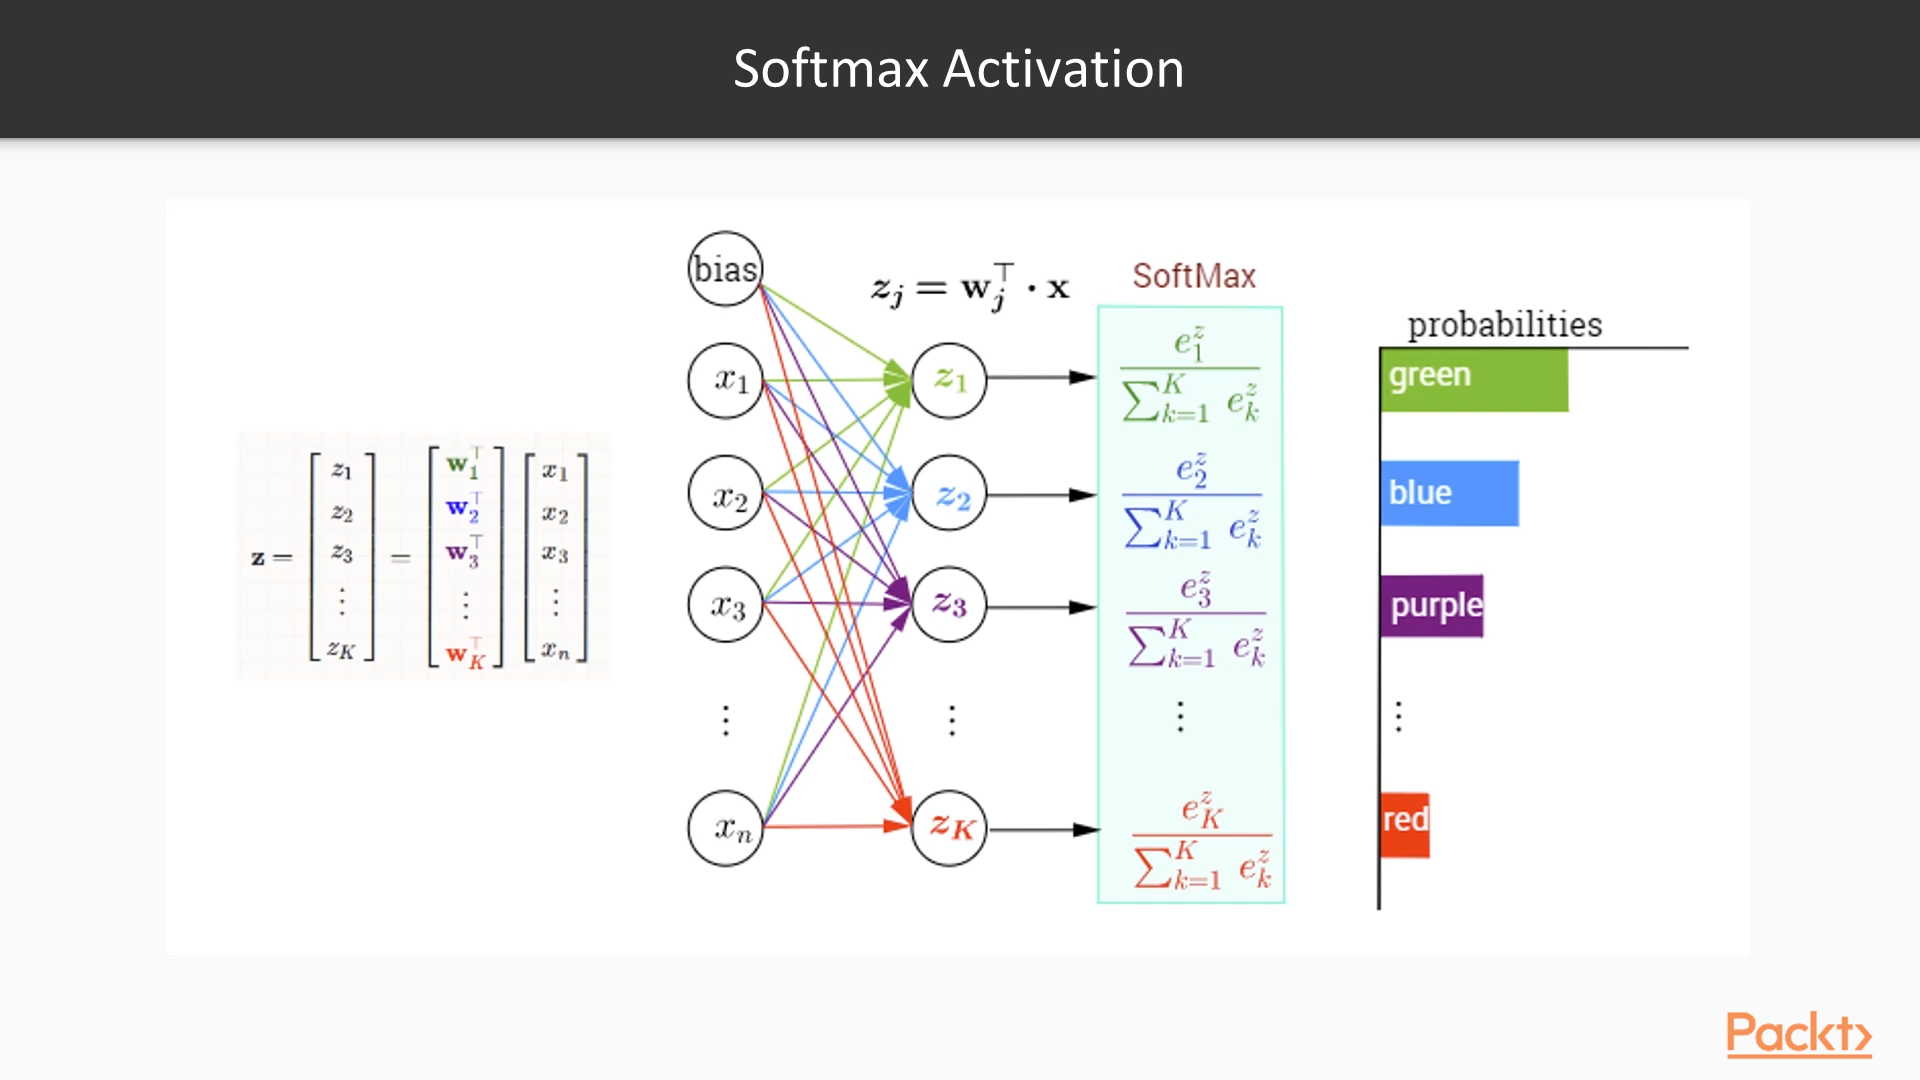 Softmax Activation
bias
z_j = w_j^⊤ · x
SoftMax
probabilities
x_1
z_1
e_1^z / ∑_{k=1}^K e_k^z
green
x_2
z_2
e_2^z / ∑_{k=1}^K e_k^z
blue
z = [ z_1 z_2 z_3 ⋮ z_K ] = [ w_1^⊤ w_2^⊤ w_3^⊤ ⋮ w_K^⊤ ] [ x_1 x_2 x_3 ⋮ x_n ]
x_3
z_3
e_3^z / ∑_{k=1}^K e_k^z
purple
⋮
⋮
⋮
⋮
x_n
z_K
e_K^z / ∑_{k=1}^K e_k^z
red
Packt>